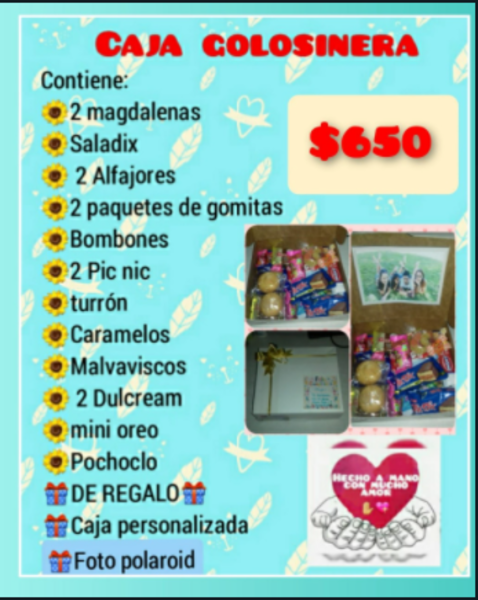 CAJA GOLOSINERA
Contiene:
2 magdalenas
Saladix
2 Alfajores
2 paquetes de gomitas
Bombones
2 Pic nic
turrón
Caramelos
Malvaviscos
2 Dulcream
mini oreo
Pochoclo
DE REGALO
Caja personalizada
Foto polaroid
$650
HECHO A MANO
CON MUCHO
AMOR